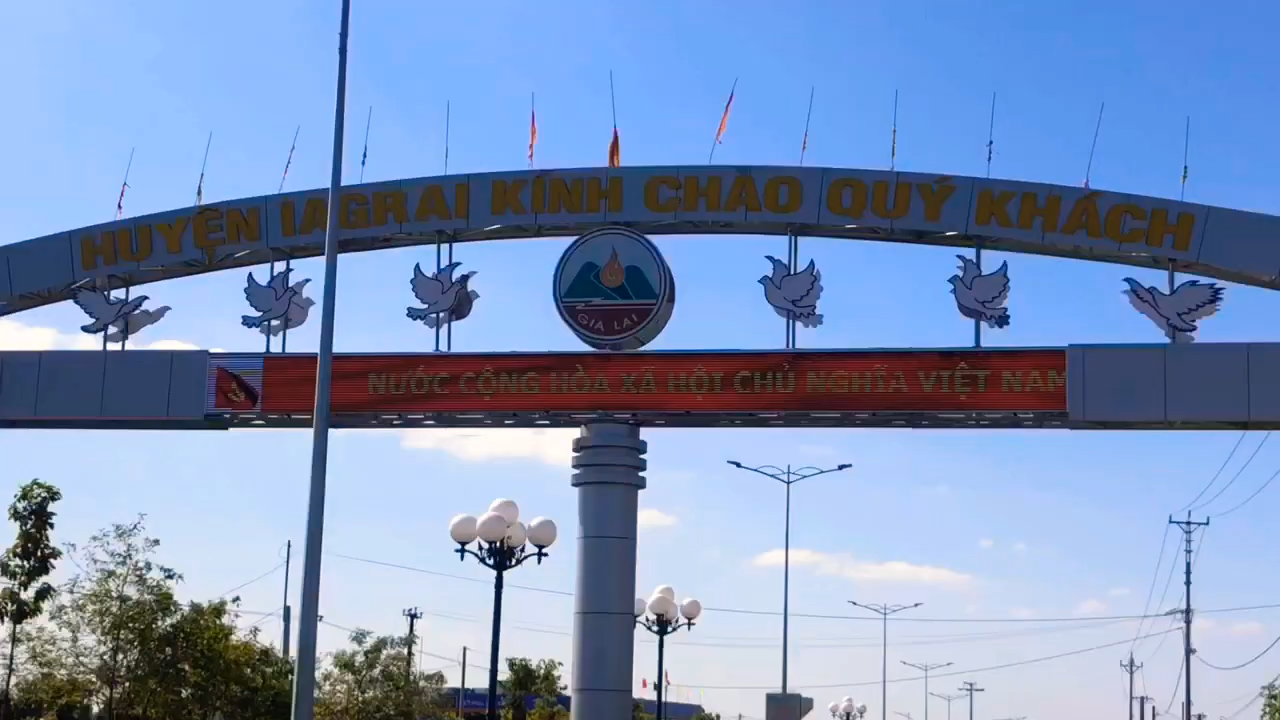 HUYỆN IAGRAI KÍNH CHÀO QUÝ KHÁCH
GIA LAI
NƯỚC CỘNG HÒA XÃ HỘI CHỦ NGHĨA VIỆT NAM